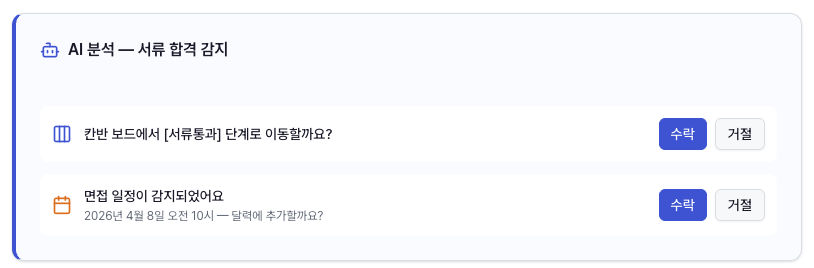 AI 분석 — 서류 합격 감지
칸반 보드에서 [서류통과] 단계로 이동할까요?
수락
거절
면접 일정이 감지되었어요
2026년 4월 8일 오전 10시 — 달력에 추가할까요?
수락
거절